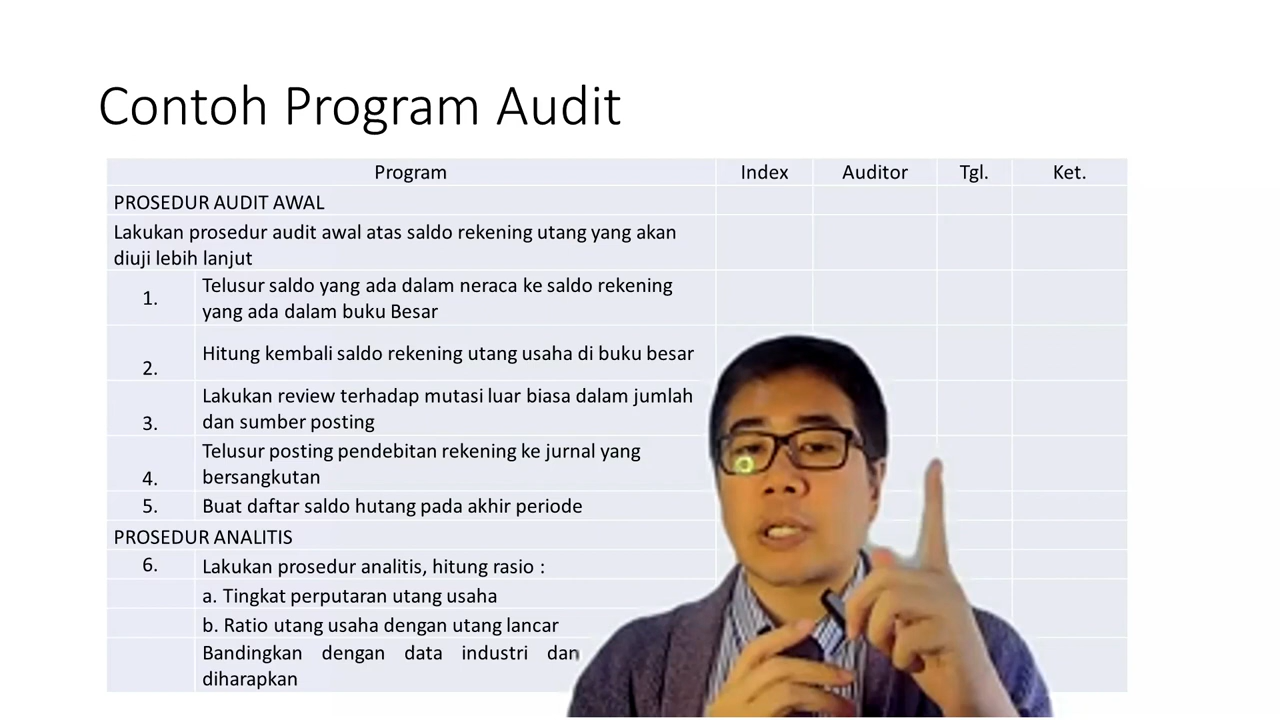 Contoh Program Audit
Program Index Auditor Tgl. Ket.
PROSEDUR AUDIT AWAL
Lakukan prosedur audit awal atas saldo rekening utang yang akan
diuji lebih lanjut
1. Telusur saldo yang ada dalam neraca ke saldo rekening
yang ada dalam buku Besar
2. Hitung kembali saldo rekening utang usaha di buku besar
3. Lakukan review terhadap mutasi luar biasa dalam jumlah
dan sumber posting
4. Telusur posting pendebitan rekening ke jurnal yang
bersangkutan
5. Buat daftar saldo hutang pada akhir periode
PROSEDUR ANALITIS
6. Lakukan prosedur analitis, hitung rasio :
a. Tingkat perputaran utang usaha
b. Ratio utang usaha dengan utang lancar
Bandingkan dengan data industri dan
diharapkan